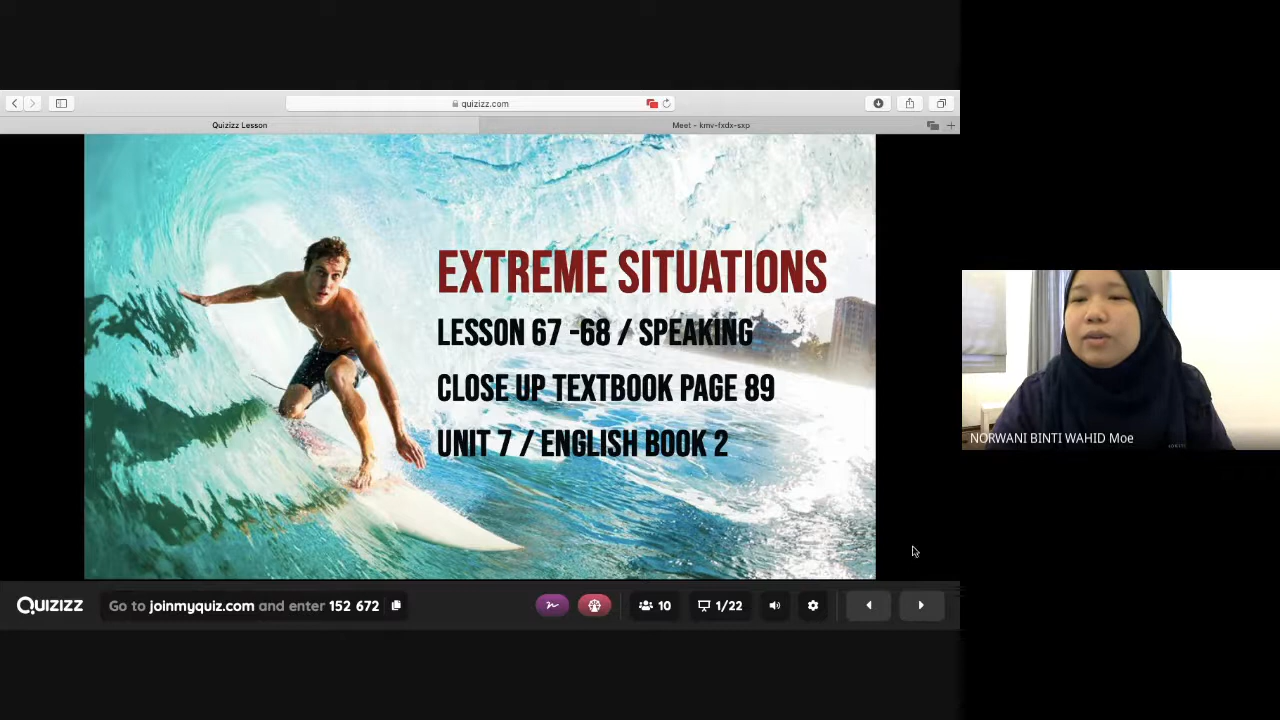 quizizz.com
Quizizz Lesson
Meet - kmv-fxdx-sxp
EXTREME SITUATIONS
LESSON 67 -68 / SPEAKING
CLOSE UP TEXTBOOK PAGE 89
UNIT 7 / ENGLISH BOOK 2
NORWANI BINTI WAHID Moe
QUIZIZZ
Go to joinmyquiz.com and enter 152 672
10
1/22